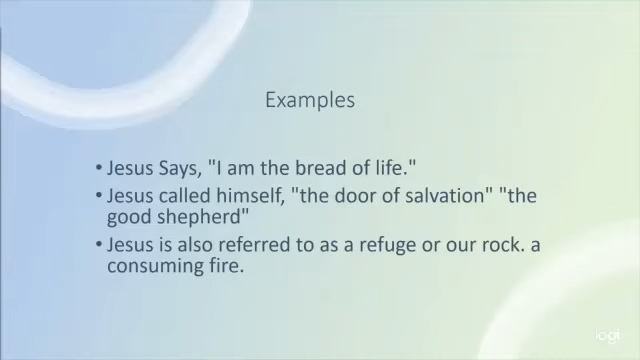 Examples
• Jesus Says, "I am the bread of life."
• Jesus called himself, "the door of salvation" "the
good shepherd"
• Jesus is also referred to as a refuge or our rock. a
consuming fire.
logi